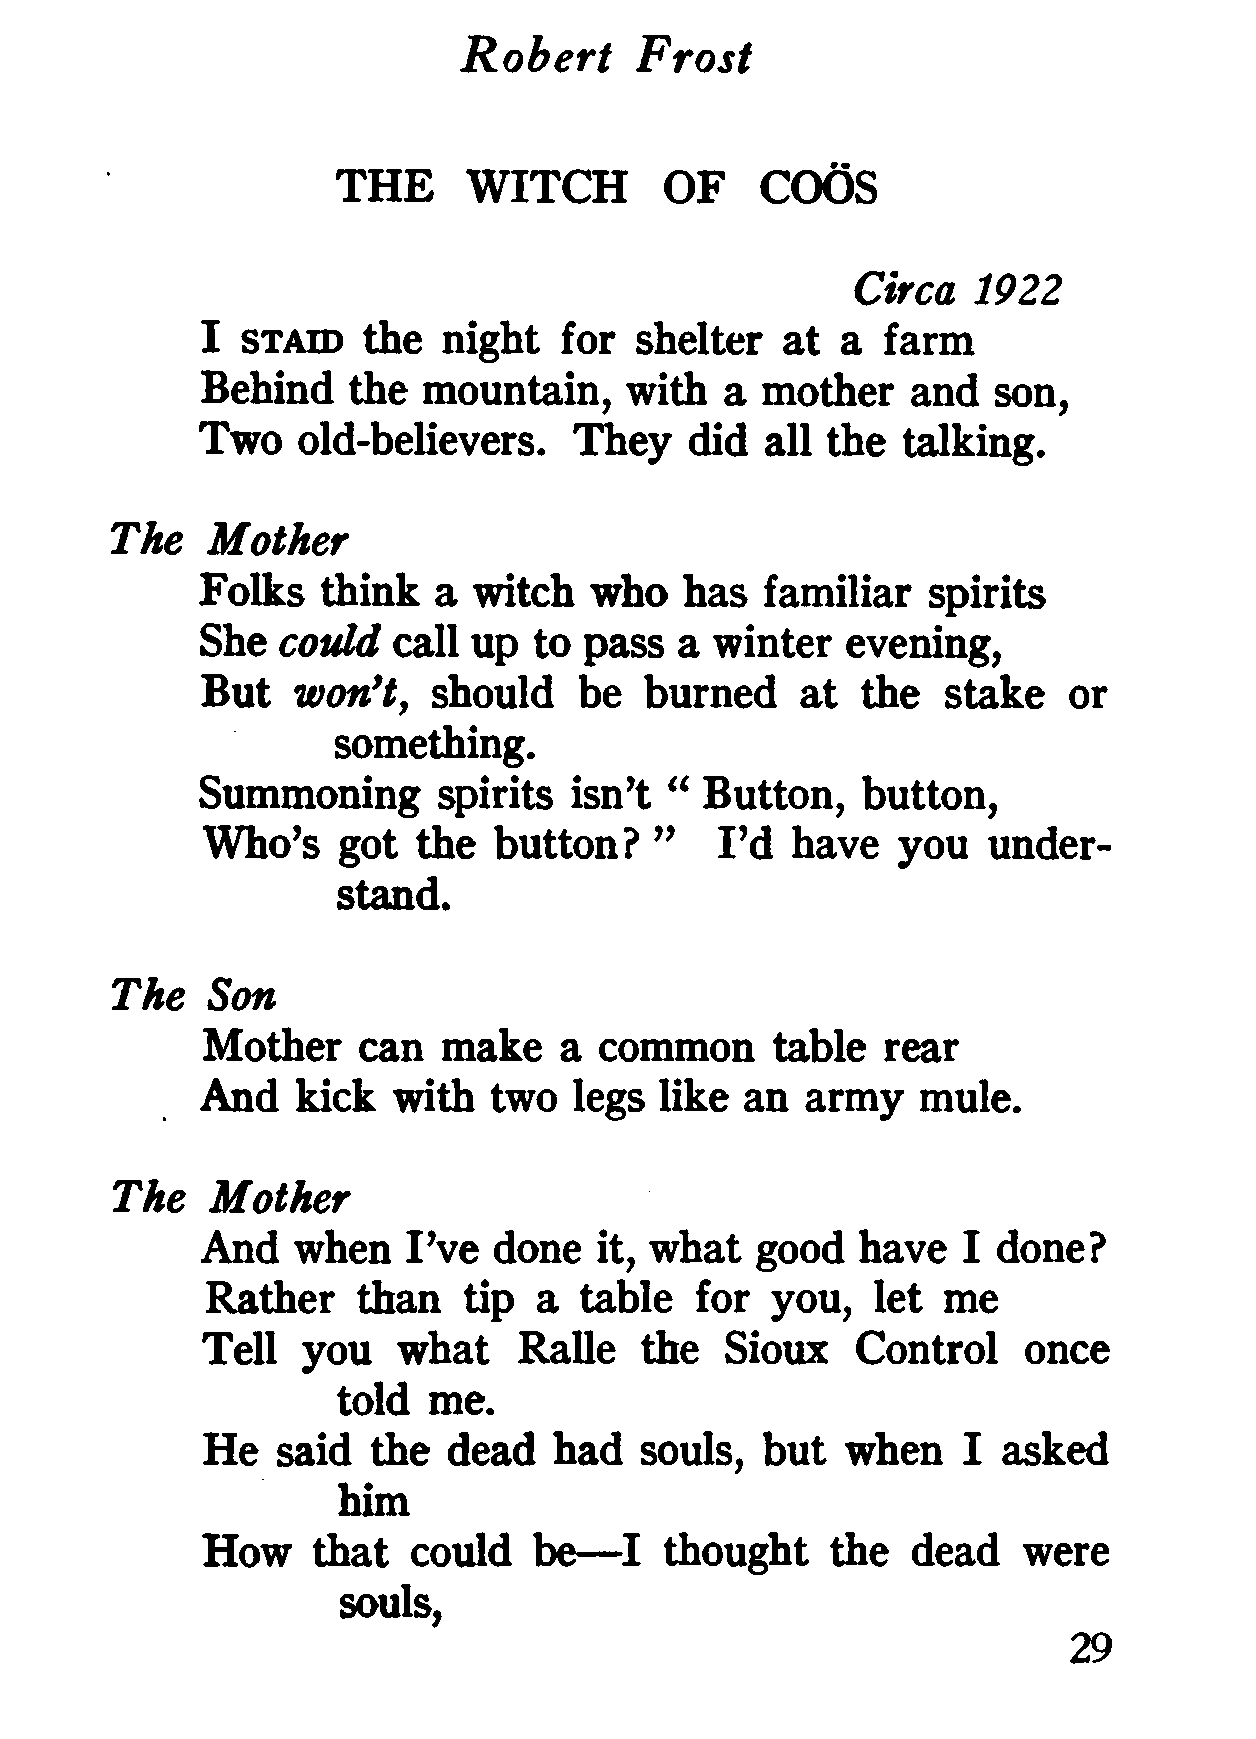 Robert Frost
THE WITCH OF COÖS
Circa 1922
I STAID the night for shelter at a farm
Behind the mountain, with a mother and son,
Two old-believers. They did all the talking.
The Mother
Folks think a witch who has familiar spirits
She could call up to pass a winter evening,
But won't, should be burned at the stake or
something.
Summoning spirits isn't “ Button, button,
Who's got the button? ” I'd have you under-
stand.
The Son
Mother can make a common table rear
And kick with two legs like an army mule.
The Mother
And when I've done it, what good have I done?
Rather than tip a table for you, let me
Tell you what Ralle the Sioux Control once
told me.
He said the dead had souls, but when I asked
him
How that could be—I thought the dead were
souls,
29